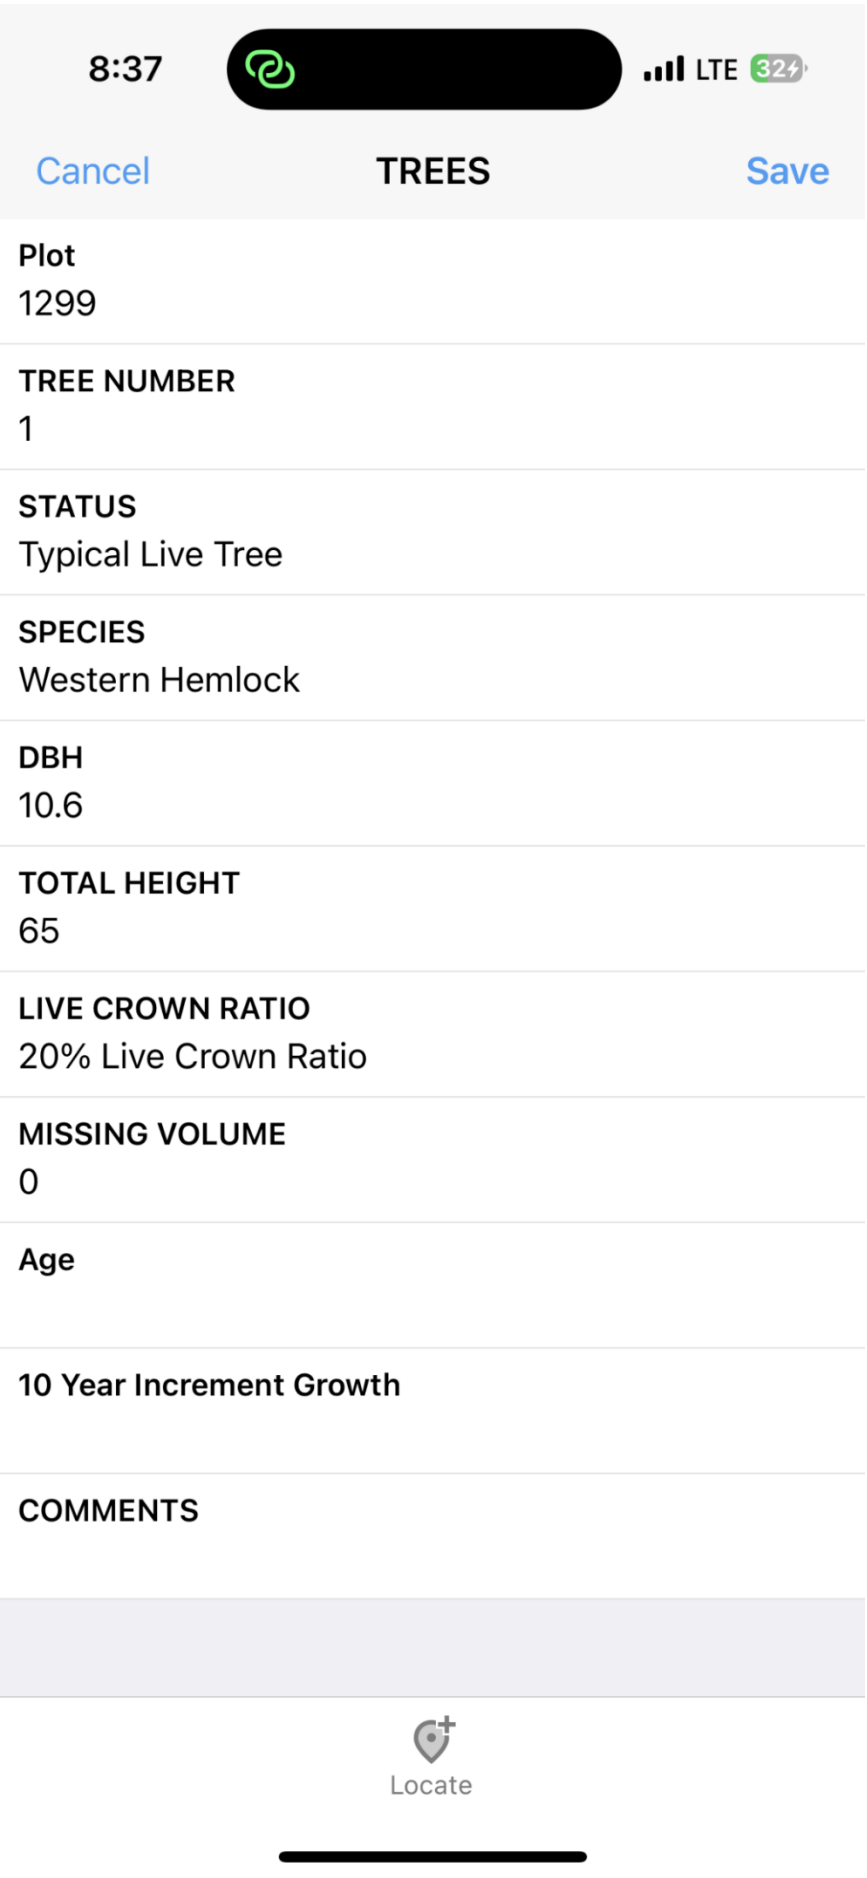 8:37 LTE 32
Cancel TREES Save
Plot
1299
TREE NUMBER
1
STATUS
Typical Live Tree
SPECIES
Western Hemlock
DBH
10.6
TOTAL HEIGHT
65
LIVE CROWN RATIO
20% Live Crown Ratio
MISSING VOLUME
0
Age
10 Year Increment Growth
COMMENTS
Locate